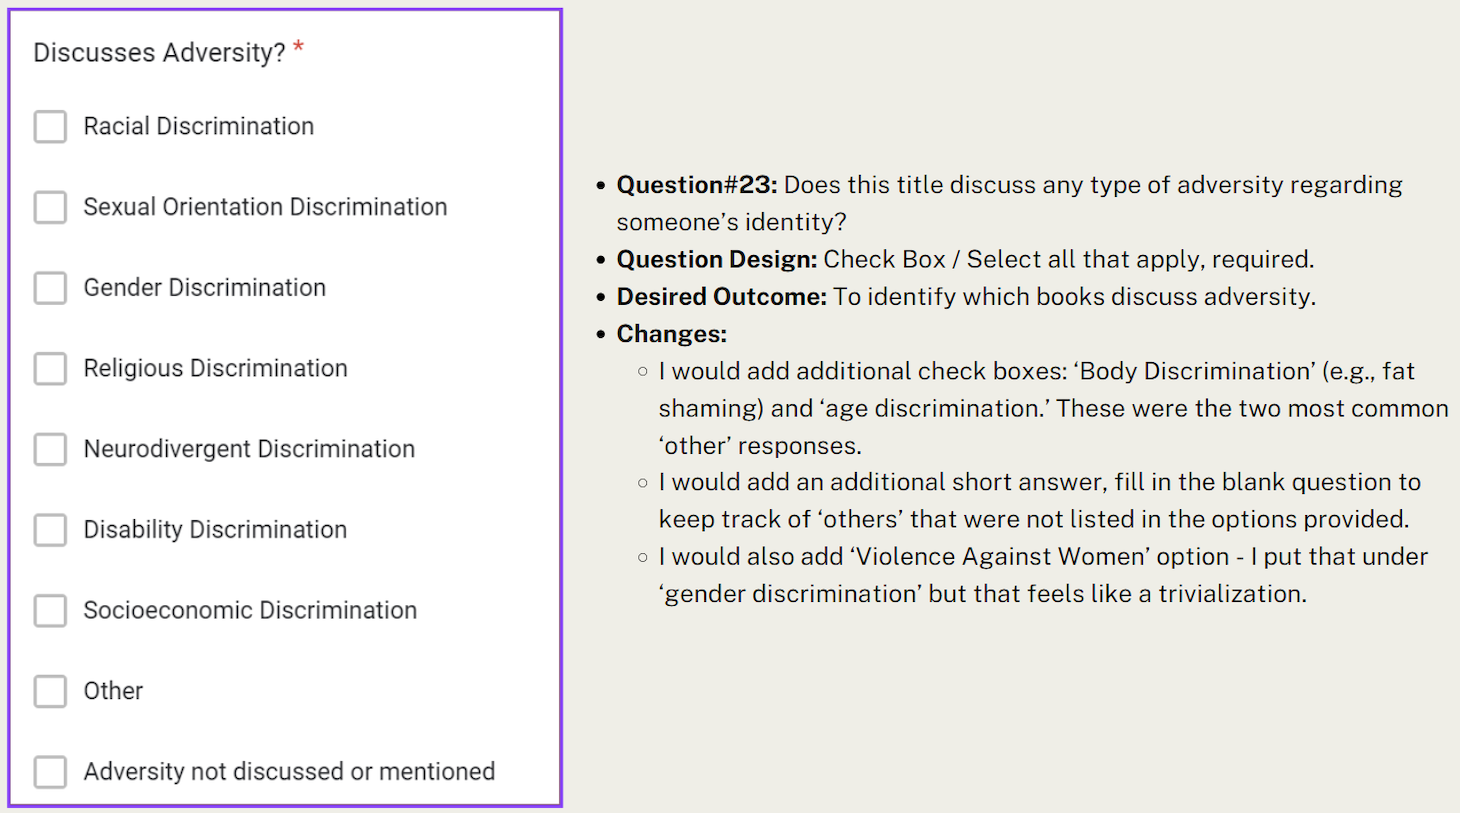 Discusses Adversity? *
Racial Discrimination
Sexual Orientation Discrimination
Gender Discrimination
Religious Discrimination
Neurodivergent Discrimination
Disability Discrimination
Socioeconomic Discrimination
Other
Adversity not discussed or mentioned
• Question#23: Does this title discuss any type of adversity regarding
someone’s identity?
• Question Design: Check Box / Select all that apply, required.
• Desired Outcome: To identify which books discuss adversity.
• Changes:
◦ I would add additional check boxes: ‘Body Discrimination’ (e.g., fat
shaming) and ‘age discrimination.’ These were the two most common
‘other’ responses.
◦ I would add an additional short answer, fill in the blank question to
keep track of ‘others’ that were not listed in the options provided.
◦ I would also add ‘Violence Against Women’ option - I put that under
‘gender discrimination’ but that feels like a trivialization.